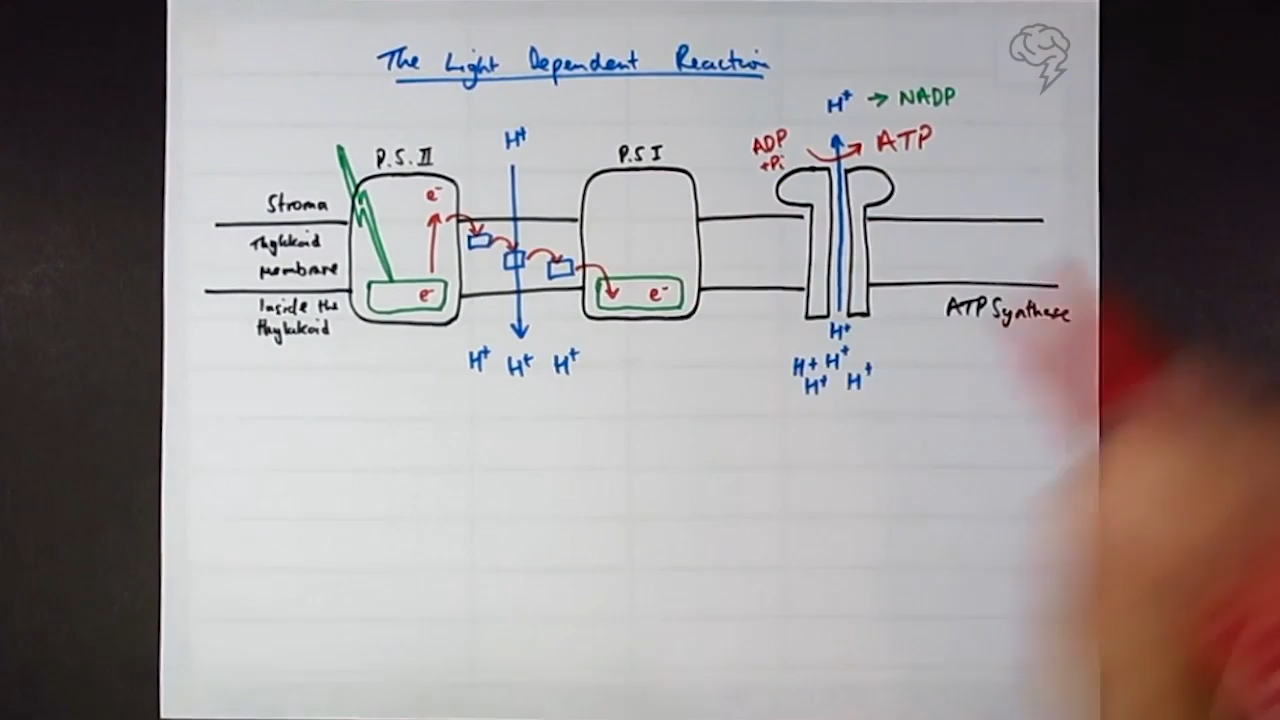 The Light Dependent Reaction
H⁺ → NADP
P.S. II
H⁺
P.S I
ADP
+Pi
ATP
e⁻
Stroma
Thylakoid
Membrane
e⁻
e⁻
Inside the
thylakoid
ATP Synthase
H⁺
H⁺ H⁺ H⁺
H+ H⁺
H⁺ H⁺